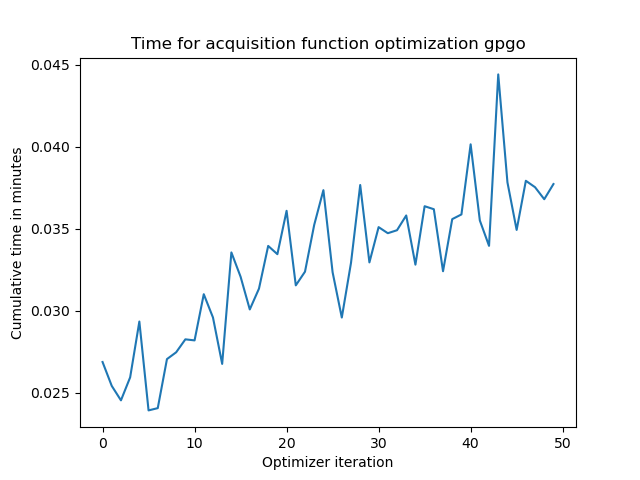 Time for acquisition function optimization gpgo
Cumulative time in minutes
0.045
0.040
0.035
0.030
0.025
0 10 20 30 40 50
Optimizer iteration